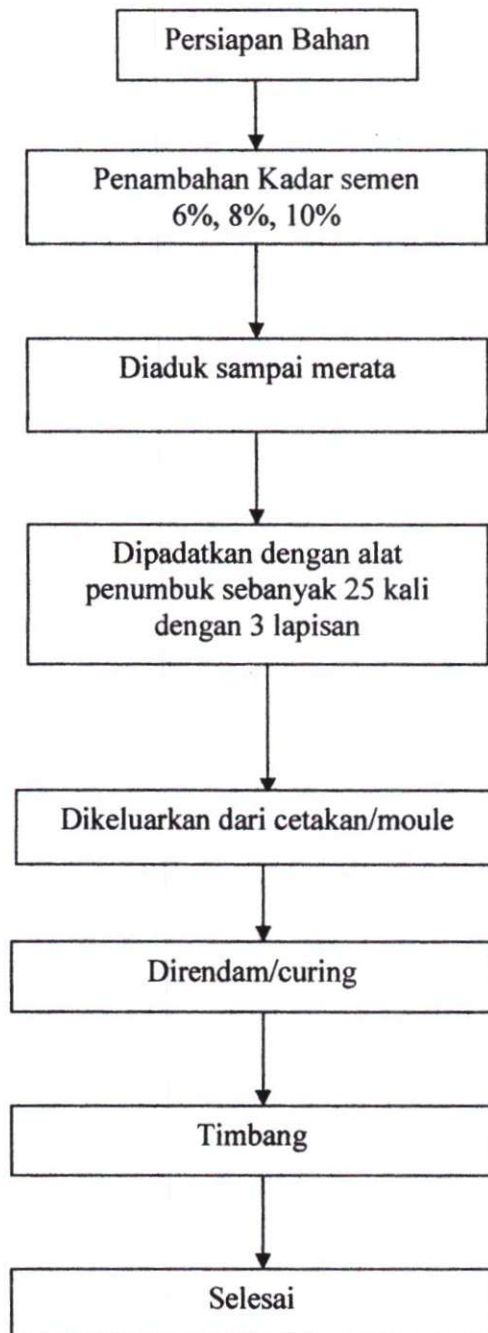 Persiapan Bahan
Penambahan Kadar semen
6%, 8%, 10%
Diaduk sampai merata
Dipadatkan dengan alat
penumbuk sebanyak 25 kali
dengan 3 lapisan
Dikeluarkan dari cetakan/moule
Direndam/curing
Timbang
Selesai